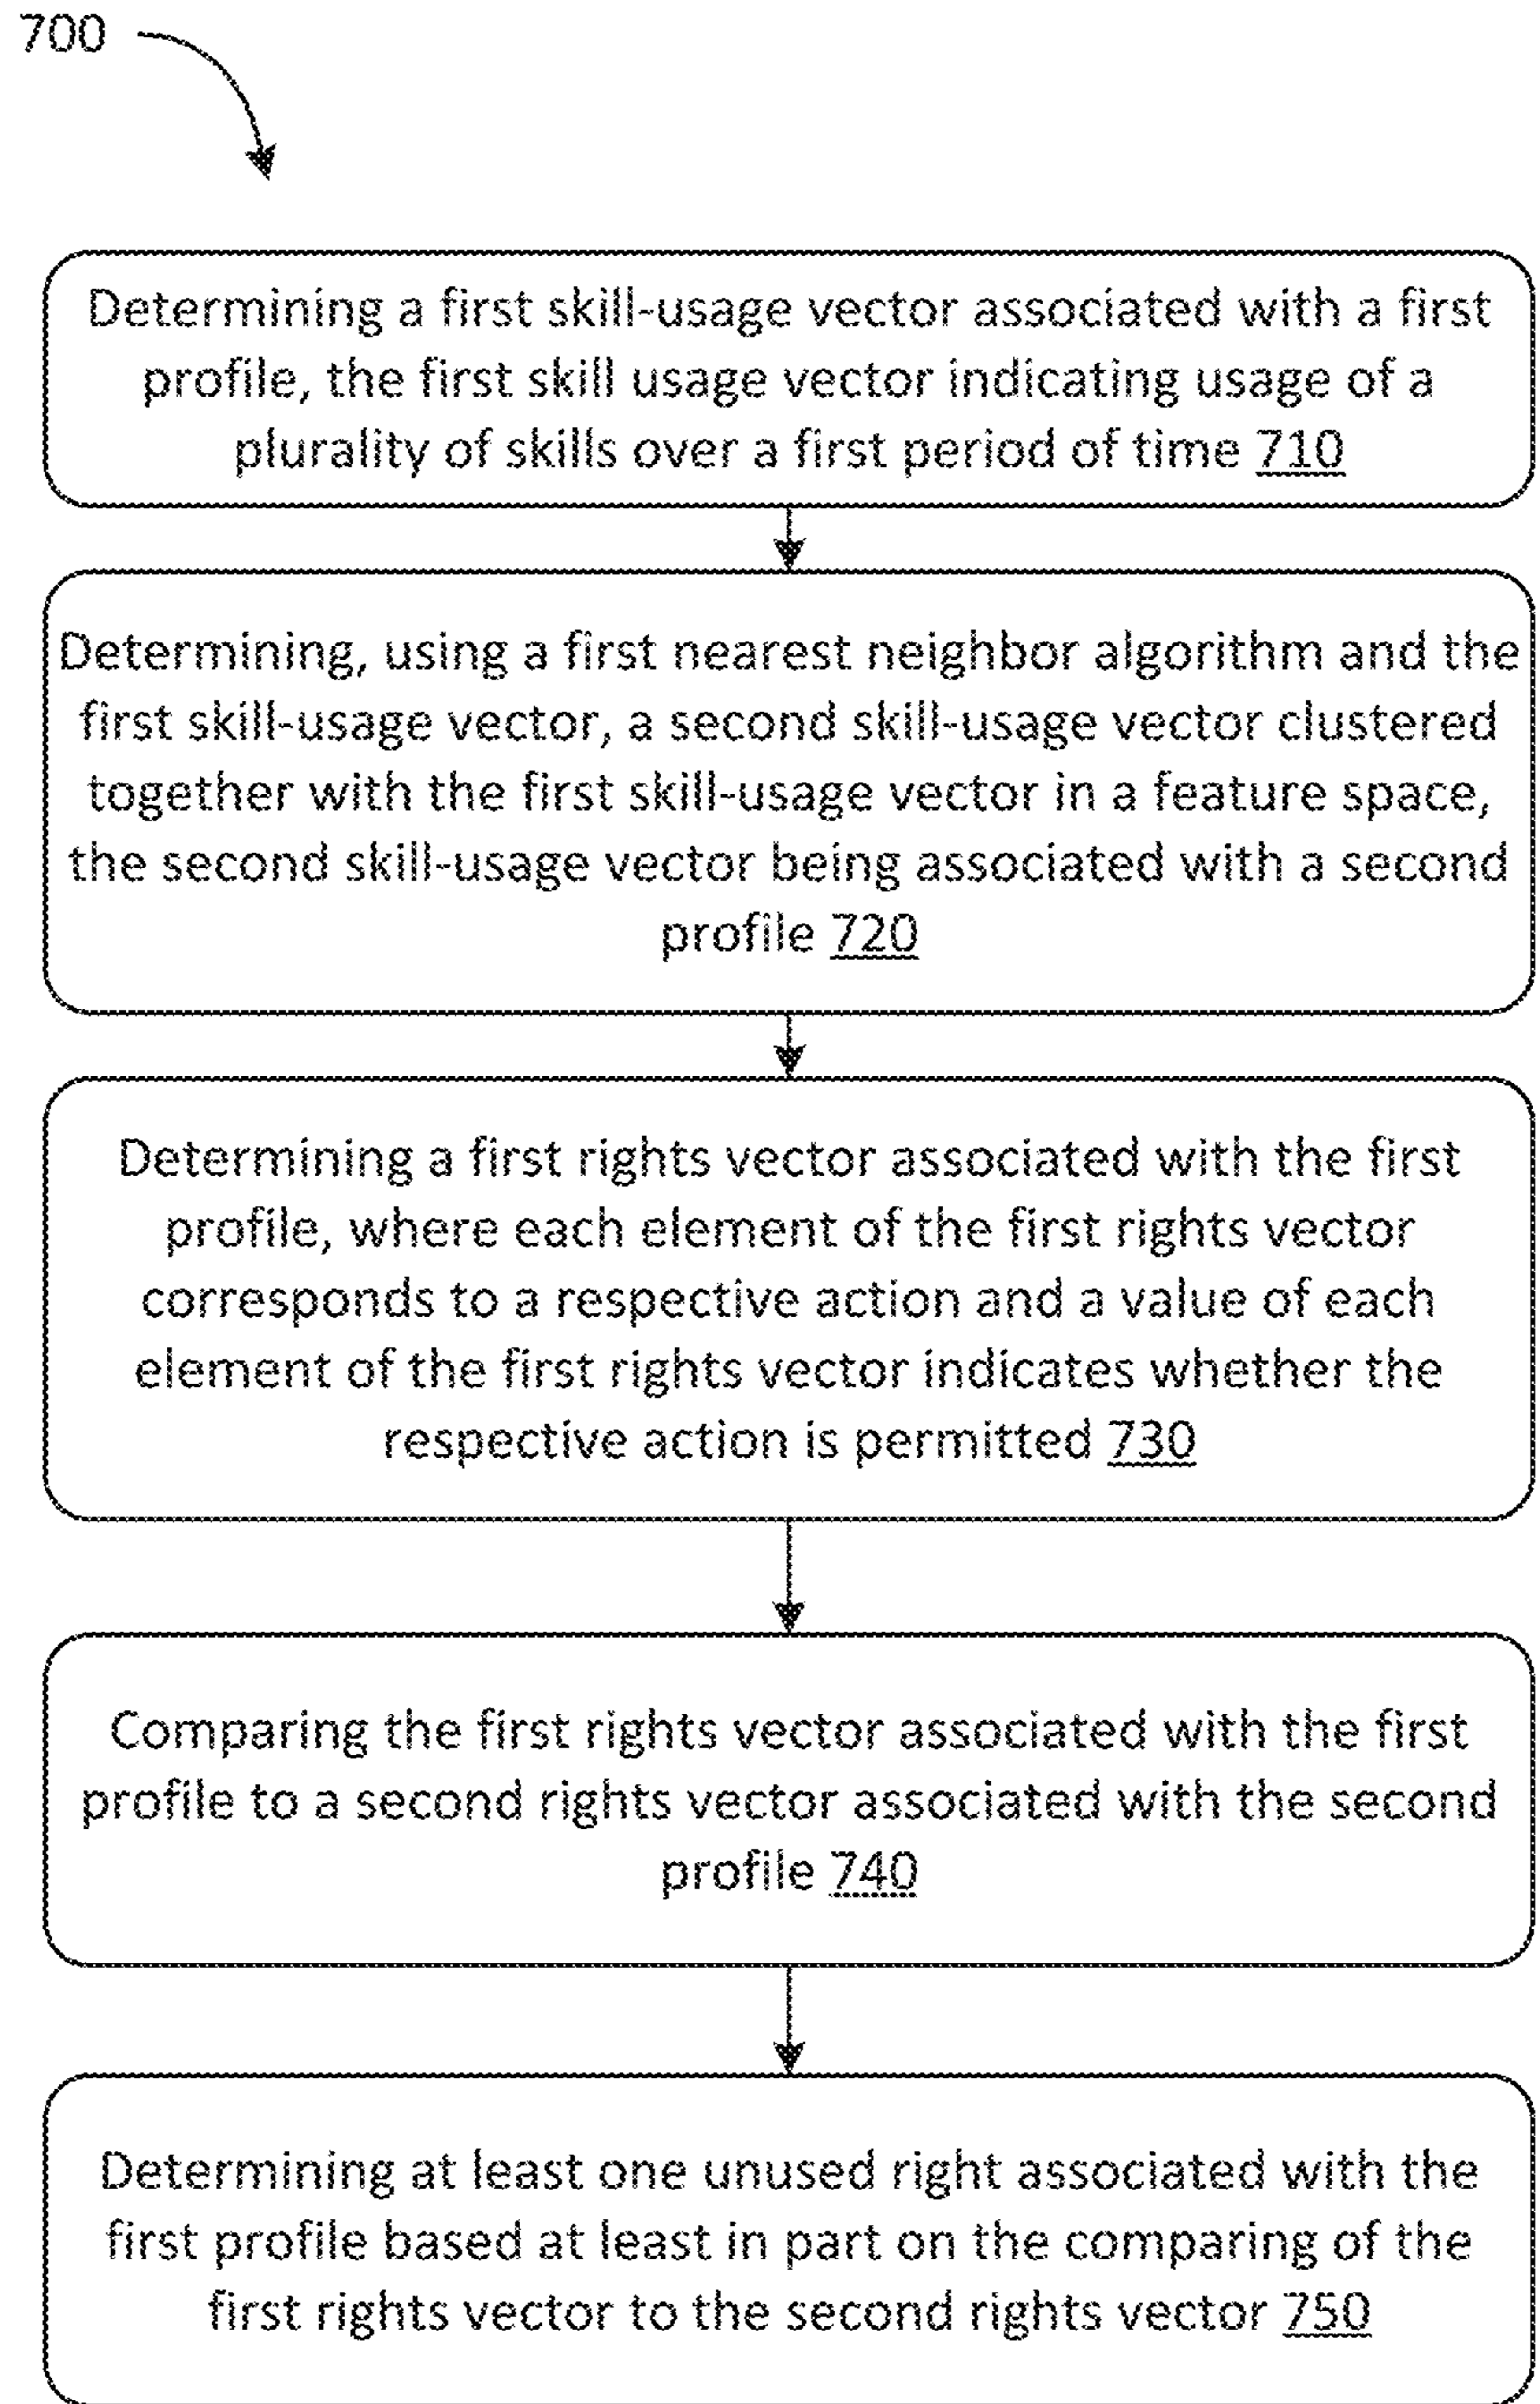 700
Determining a first skill-usage vector associated with a first
profile, the first skill usage vector indicating usage of a
plurality of skills over a first period of time 710
Determining, using a first nearest neighbor algorithm and the
first skill-usage vector, a second skill-usage vector clustered
together with the first skill-usage vector in a feature space,
the second skill-usage vector being associated with a second
profile 720
Determining a first rights vector associated with the first
profile, where each element of the first rights vector
corresponds to a respective action and a value of each
element of the first rights vector indicates whether the
respective action is permitted 730
Comparing the first rights vector associated with the first
profile to a second rights vector associated with the second
profile 740
Determining at least one unused right associated with the
first profile based at least in part on the comparing of the
first rights vector to the second rights vector 750